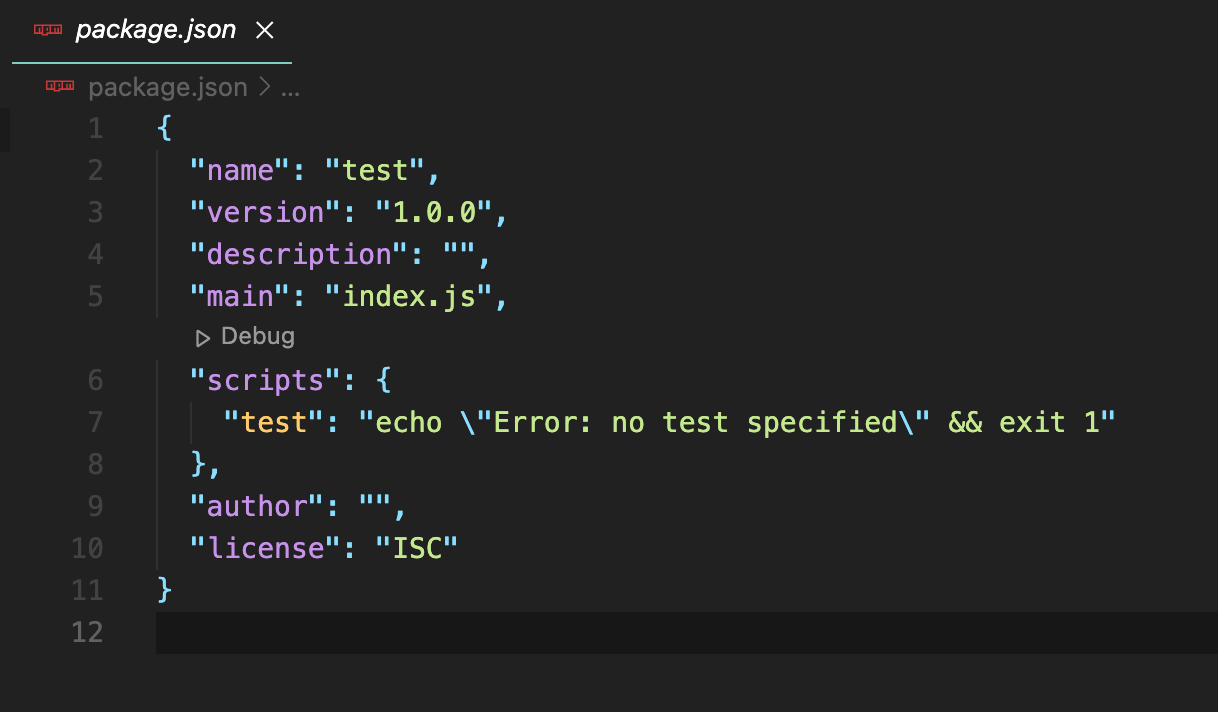 package.json
package.json > ...
1 {
2 "name": "test",
3 "version": "1.0.0",
4 "description": "",
5 "main": "index.js",
Debug
6 "scripts": {
7 "test": "echo \"Error: no test specified\" && exit 1"
8 },
9 "author": "",
10 "license": "ISC"
11 }
12